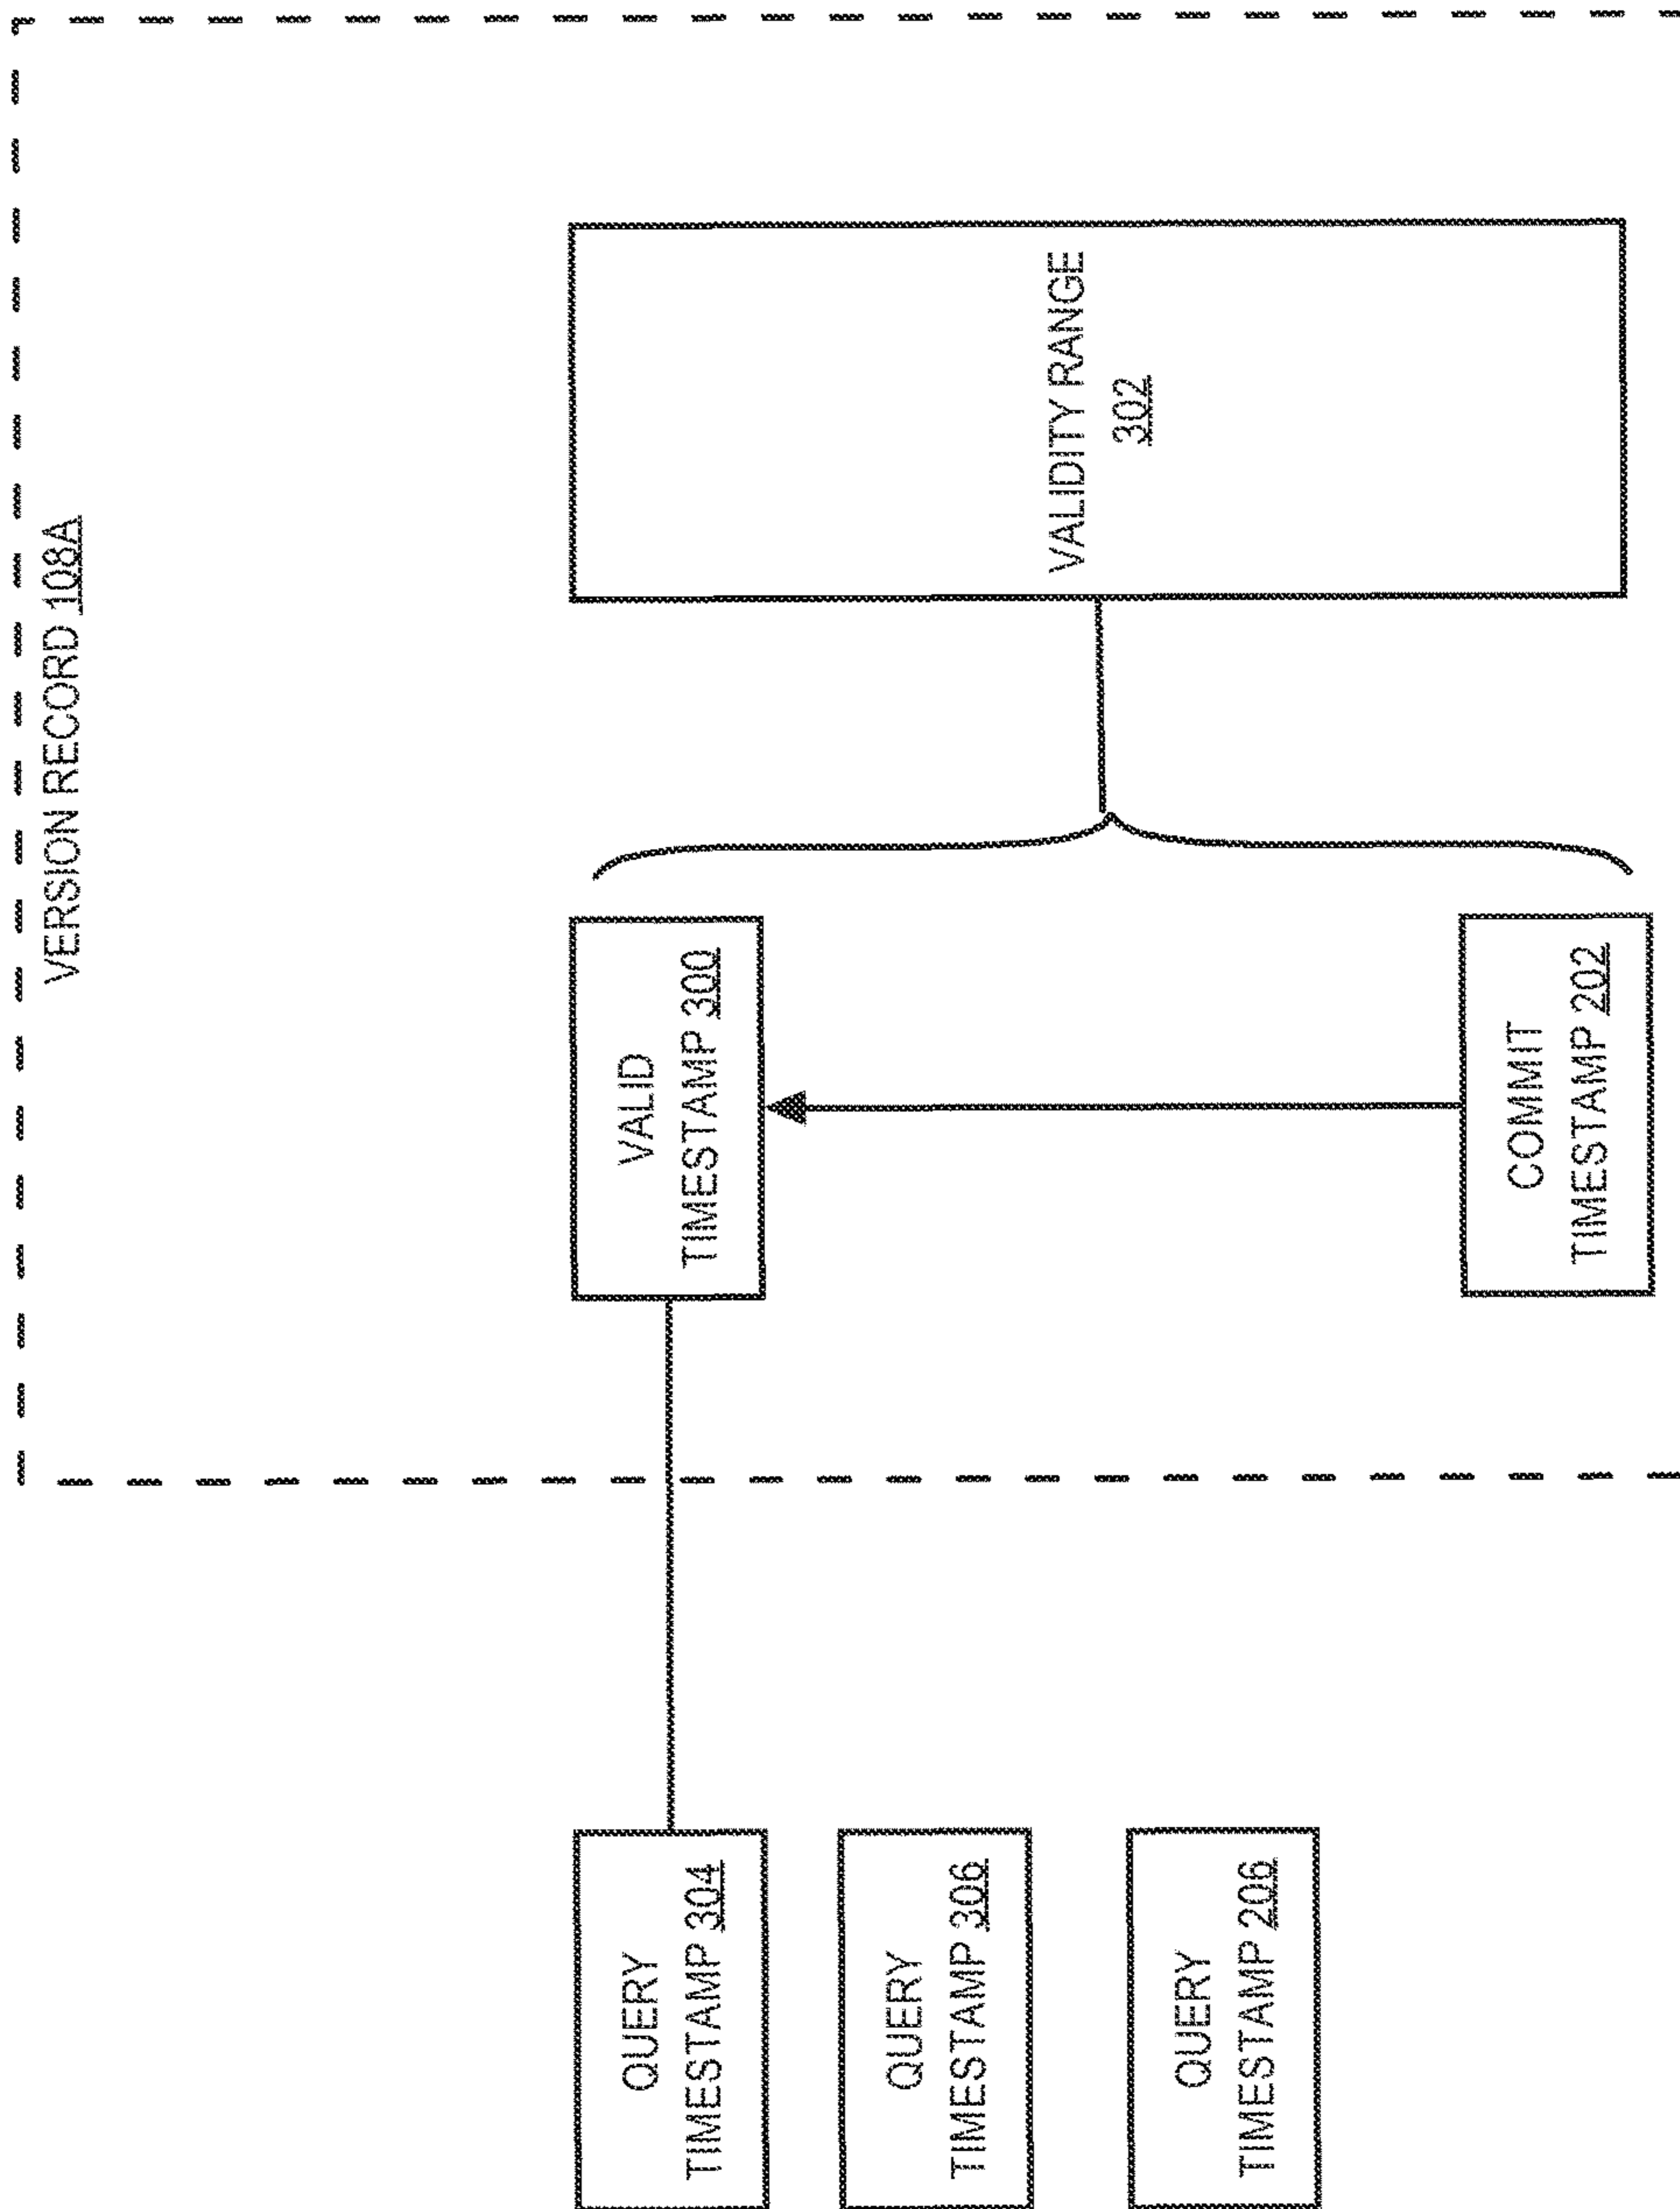 VERSION RECORD 108A
QUERY
TIMESTAMP 304
VALID
TIMESTAMP 300
VALIDITY RANGE
302
QUERY
TIMESTAMP 306
QUERY
TIMESTAMP 206
COMMIT
TIMESTAMP 202